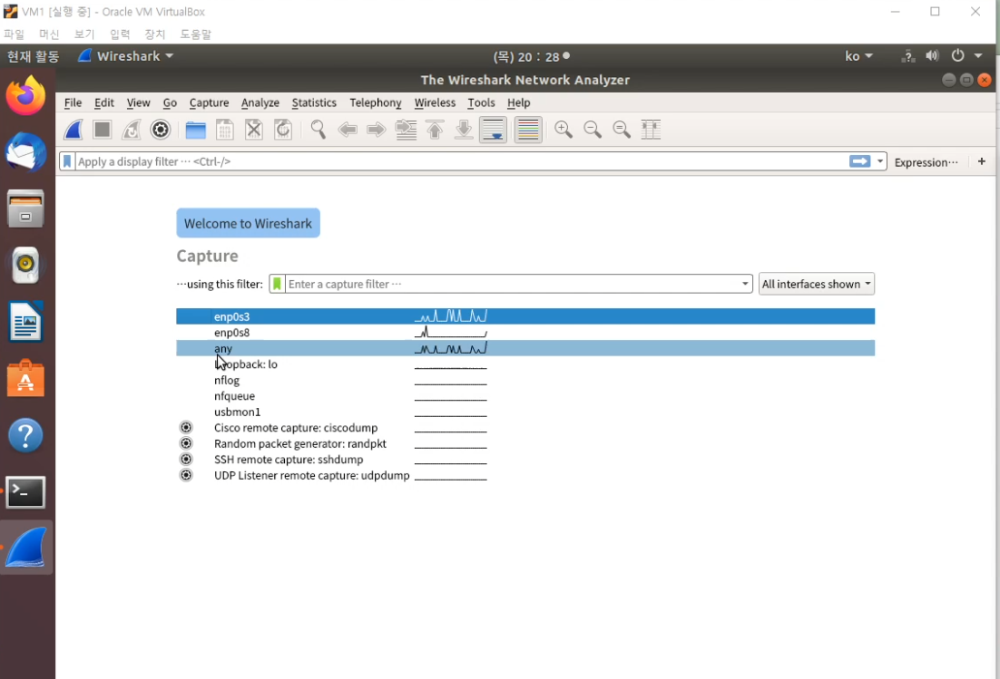 VM1 [실행 중] - Oracle VM VirtualBox
파일 머신 보기 입력 장치 도움말
현재 활동 Wireshark (목) 20 : 28 ko
The Wireshark Network Analyzer
File Edit View Go Capture Analyze Statistics Telephony Wireless Tools Help
Apply a display filter ··· <Ctrl-/> Expression··· +
Welcome to Wireshark
Capture
···using this filter: Enter a capture filter ··· All interfaces shown
enp0s3
enp0s8
any
Loopback: lo
nflog
nfqueue
usbmon1
Cisco remote capture: ciscodump
Random packet generator: randpkt
SSH remote capture: sshdump
UDP Listener remote capture: udpdump